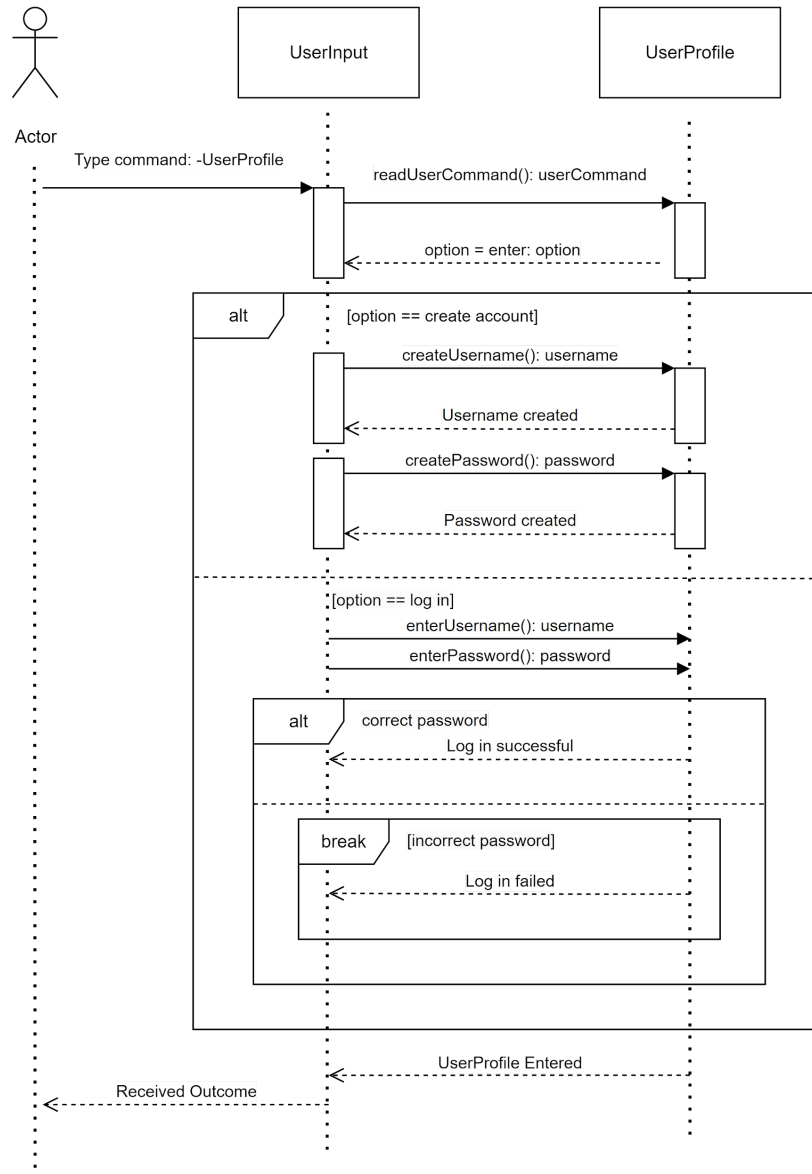 UserInput
UserProfile
Actor
Type command: -UserProfile
readUserCommand(): userCommand
option = enter: option
alt
[option == create account]
createUsername(): username
Username created
createPassword(): password
Password created
[option == log in]
enterUsername(): username
enterPassword(): password
alt
correct password
Log in successful
break
[incorrect password]
Log in failed
UserProfile Entered
Received Outcome